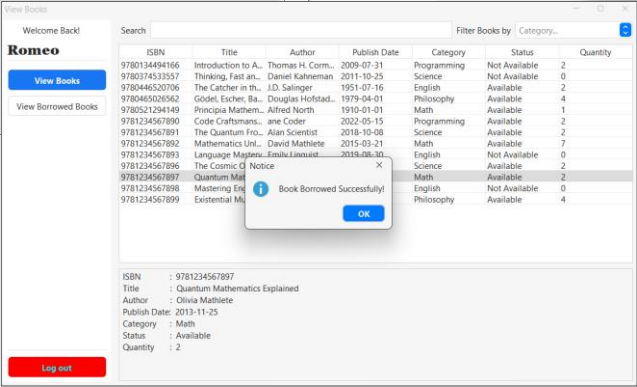 View Books
Welcome Back!
Romeo
View Books
View Borrowed Books
Log out
Search Filter Books by Category...
ISBN Title Author Publish Date Category Status Quantity
9780134494166 Introduction to A... Thomas H. Corm... 2009-07-31 Programming Not Available 2
9780374533557 Thinking, Fast an... Daniel Kahneman 2011-10-25 Science Not Available 0
9780446520706 The Catcher in th... J.D. Salinger 1951-07-16 English Available 2
9780465026562 Gödel, Escher, Ba... Douglas Hofstad... 1979-04-01 Philosophy Available 4
9780521294149 Principia Mathem... Alfred North 1910-01-01 Math Available 1
9781234567890 Code Craftsmans... ane Coder 2022-05-15 Programming Available 2
9781234567891 The Quantum Fro... Alan Scientist 2018-10-08 Science Available 2
9781234567892 Mathematics Unl... David Mathlete 2015-03-21 Math Available 7
9781234567893 Language Mastery Emily Linguist 2019-08-30 English Not Available 0
9781234567896 The Cosmic O Science Available 2
9781234567897 Quantum Mat Math Available 2
9781234567898 Mastering Eng English Not Available 0
9781234567899 Existential Mu Philosophy Available 4
Notice
Book Borrowed Successfully!
OK
ISBN : 9781234567897
Title : Quantum Mathematics Explained
Author : Olivia Mathlete
Publish Date: 2013-11-25
Category : Math
Status : Available
Quantity : 2